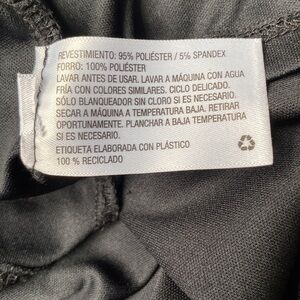 REVESTIMIENTO: 95% POLIÉSTER / 5% SPANDEX
FORRO: 100% POLIÉSTER
LAVAR ANTES DE USAR. LAVAR A MÁQUINA CON AGUA
FRÍA CON COLORES SIMILARES. CICLO DELICADO.
SÓLO BLANQUEADOR SIN CLORO SI ES NECESARIO.
SECAR A MÁQUINA A TEMPERATURA BAJA. RETIRAR
OPORTUNAMENTE. PLANCHAR A BAJA TEMPERATURA
SI ES NECESARIO.
ETIQUETA ELABORADA CON PLÁSTICO
100 % RECICLADO